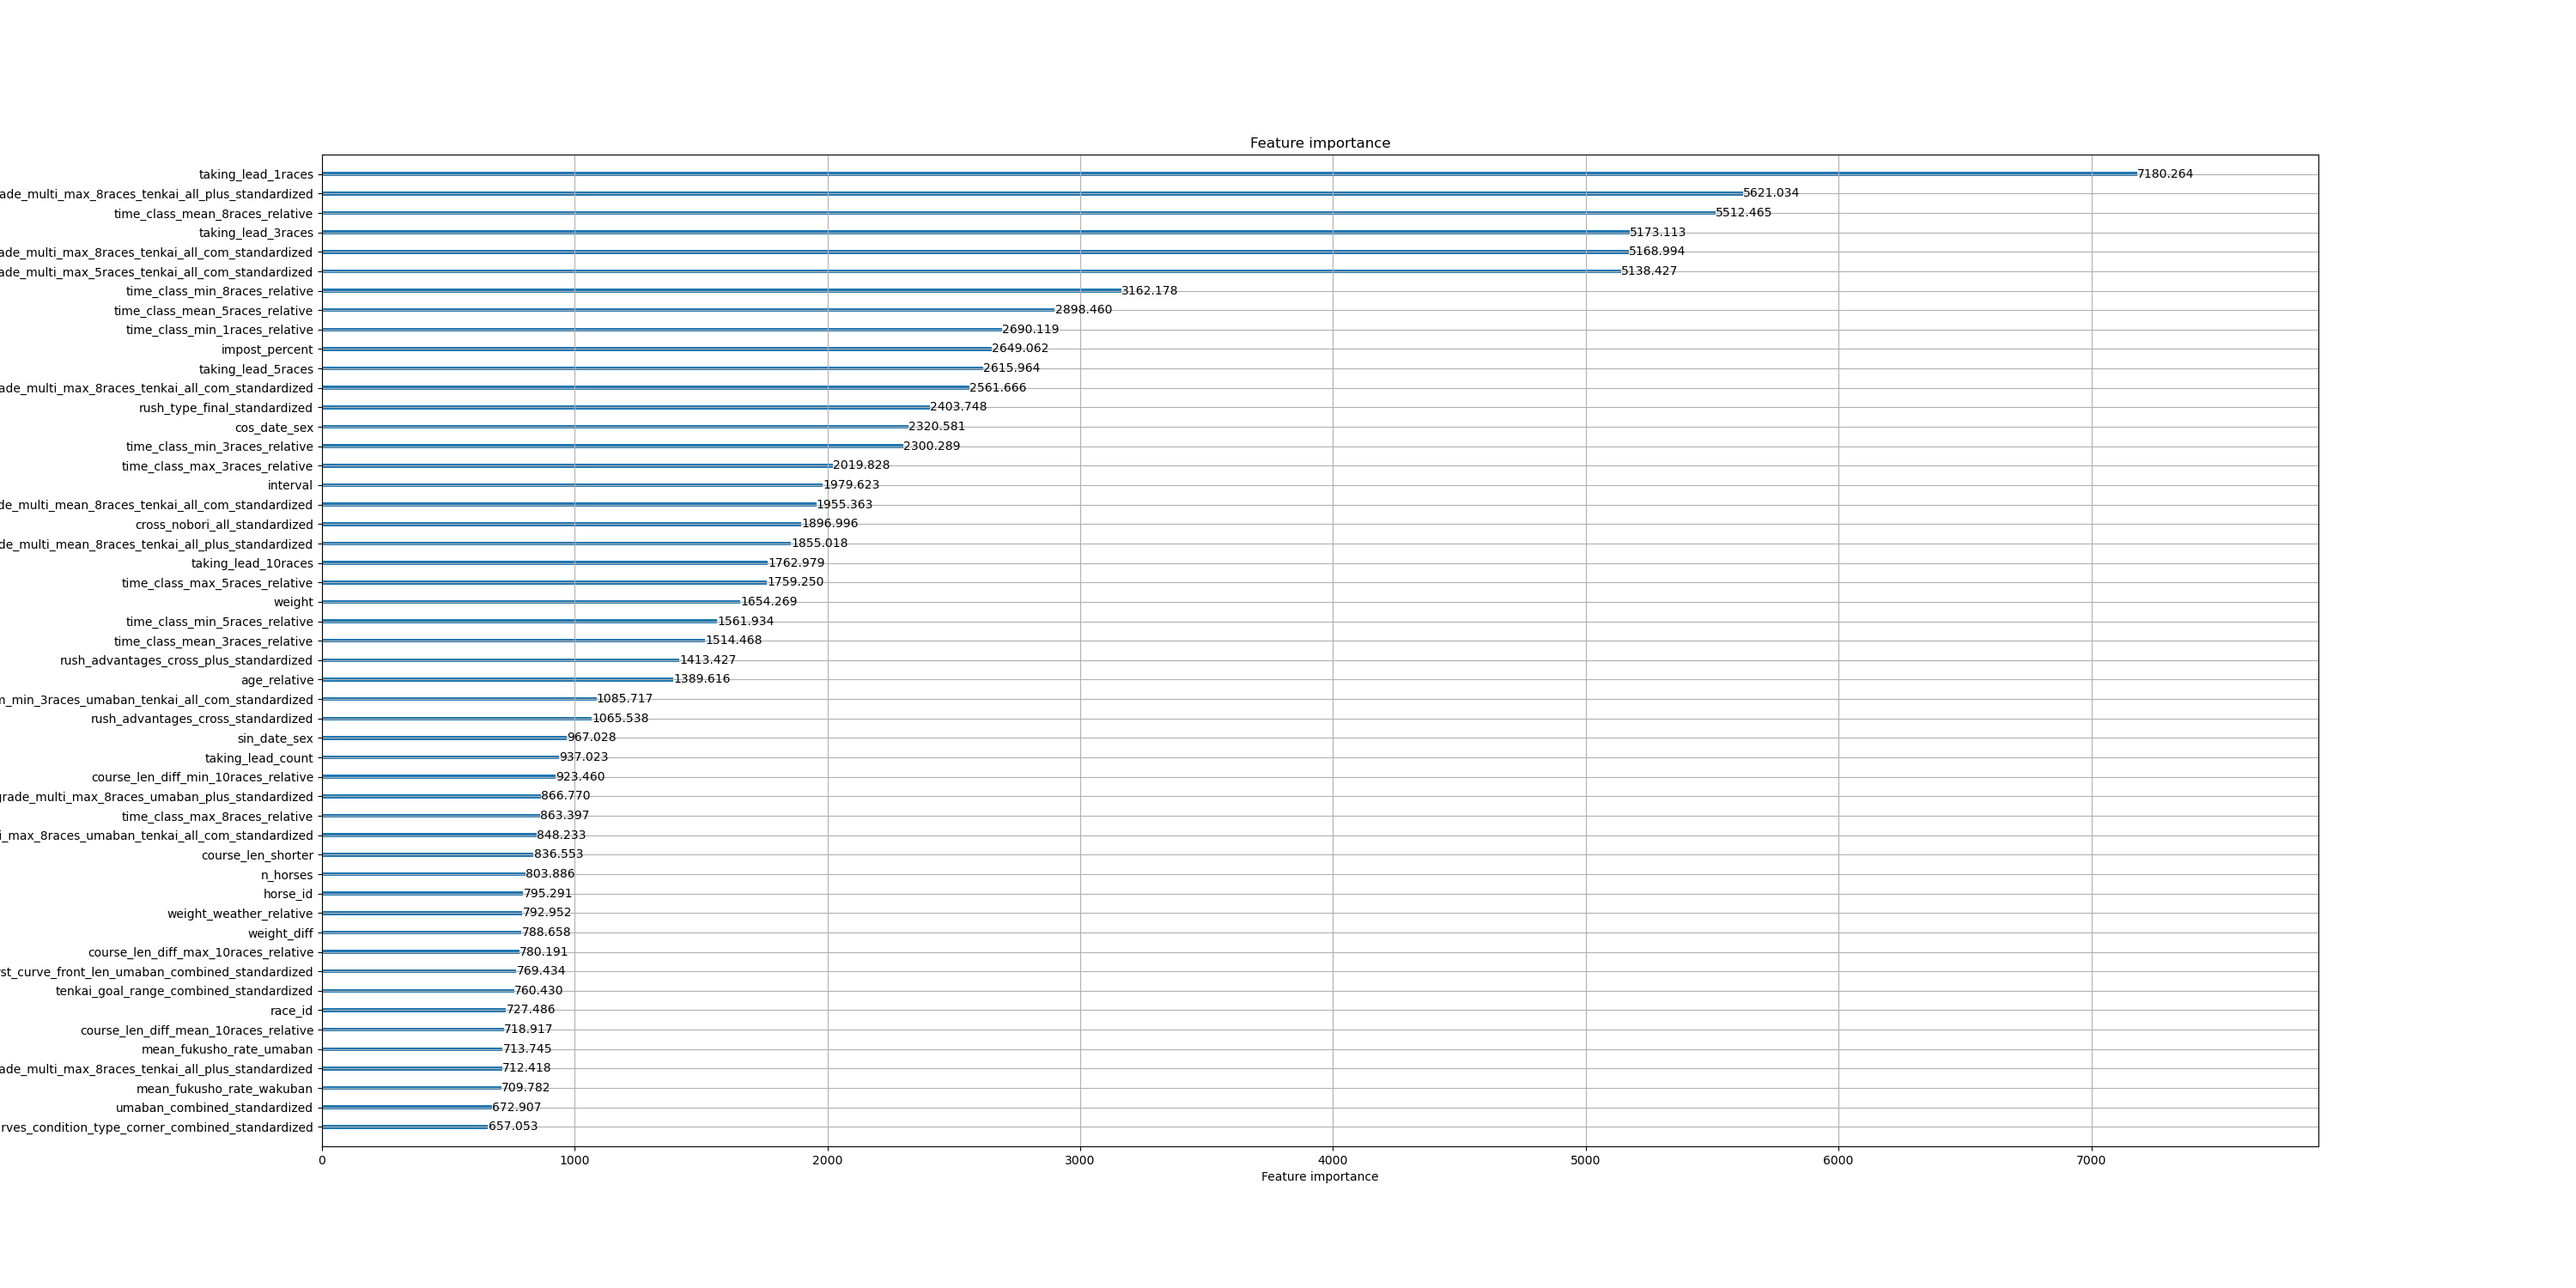 Feature importance
taking_lead_1races 7180.264
ade_multi_max_8races_tenkai_all_plus_standardized 5621.034
time_class_mean_8races_relative 5512.465
taking_lead_3races 5173.113
ade_multi_max_8races_tenkai_all_com_standardized 5168.994
ade_multi_max_5races_tenkai_all_com_standardized 5138.427
time_class_min_8races_relative 3162.178
time_class_mean_5races_relative 2898.460
time_class_min_1races_relative 2690.119
impost_percent 2649.062
taking_lead_5races 2615.964
ade_multi_max_8races_tenkai_all_com_standardized 2561.666
rush_type_final_standardized 2403.748
cos_date_sex 2320.581
time_class_min_3races_relative 2300.289
time_class_max_3races_relative 2019.828
interval 1979.623
de_multi_mean_8races_tenkai_all_com_standardized 1955.363
cross_nobori_all_standardized 1896.996
de_multi_mean_8races_tenkai_all_plus_standardized 1855.018
taking_lead_10races 1762.979
time_class_max_5races_relative 1759.250
weight 1654.269
time_class_min_5races_relative 1561.934
time_class_mean_3races_relative 1514.468
rush_advantages_cross_plus_standardized 1413.427
age_relative 1389.616
n_min_3races_umaban_tenkai_all_com_standardized 1085.717
rush_advantages_cross_standardized 1065.538
sin_date_sex 967.028
taking_lead_count 937.023
course_len_diff_min_10races_relative 923.460
grade_multi_max_8races_umaban_plus_standardized 866.770
time_class_max_8races_relative 863.397
i_max_8races_umaban_tenkai_all_com_standardized 848.233
course_len_shorter 836.553
n_horses 803.886
horse_id 795.291
weight_weather_relative 792.952
weight_diff 788.658
course_len_diff_max_10races_relative 780.191
st_curve_front_len_umaban_combined_standardized 769.434
tenkai_goal_range_combined_standardized 760.430
race_id 727.486
course_len_diff_mean_10races_relative 718.917
mean_fukusho_rate_umaban 713.745
ade_multi_max_8races_tenkai_all_plus_standardized 712.418
mean_fukusho_rate_wakuban 709.782
umaban_combined_standardized 672.907
rves_condition_type_corner_combined_standardized 657.053
0 1000 2000 3000 4000 5000 6000 7000
Feature importance